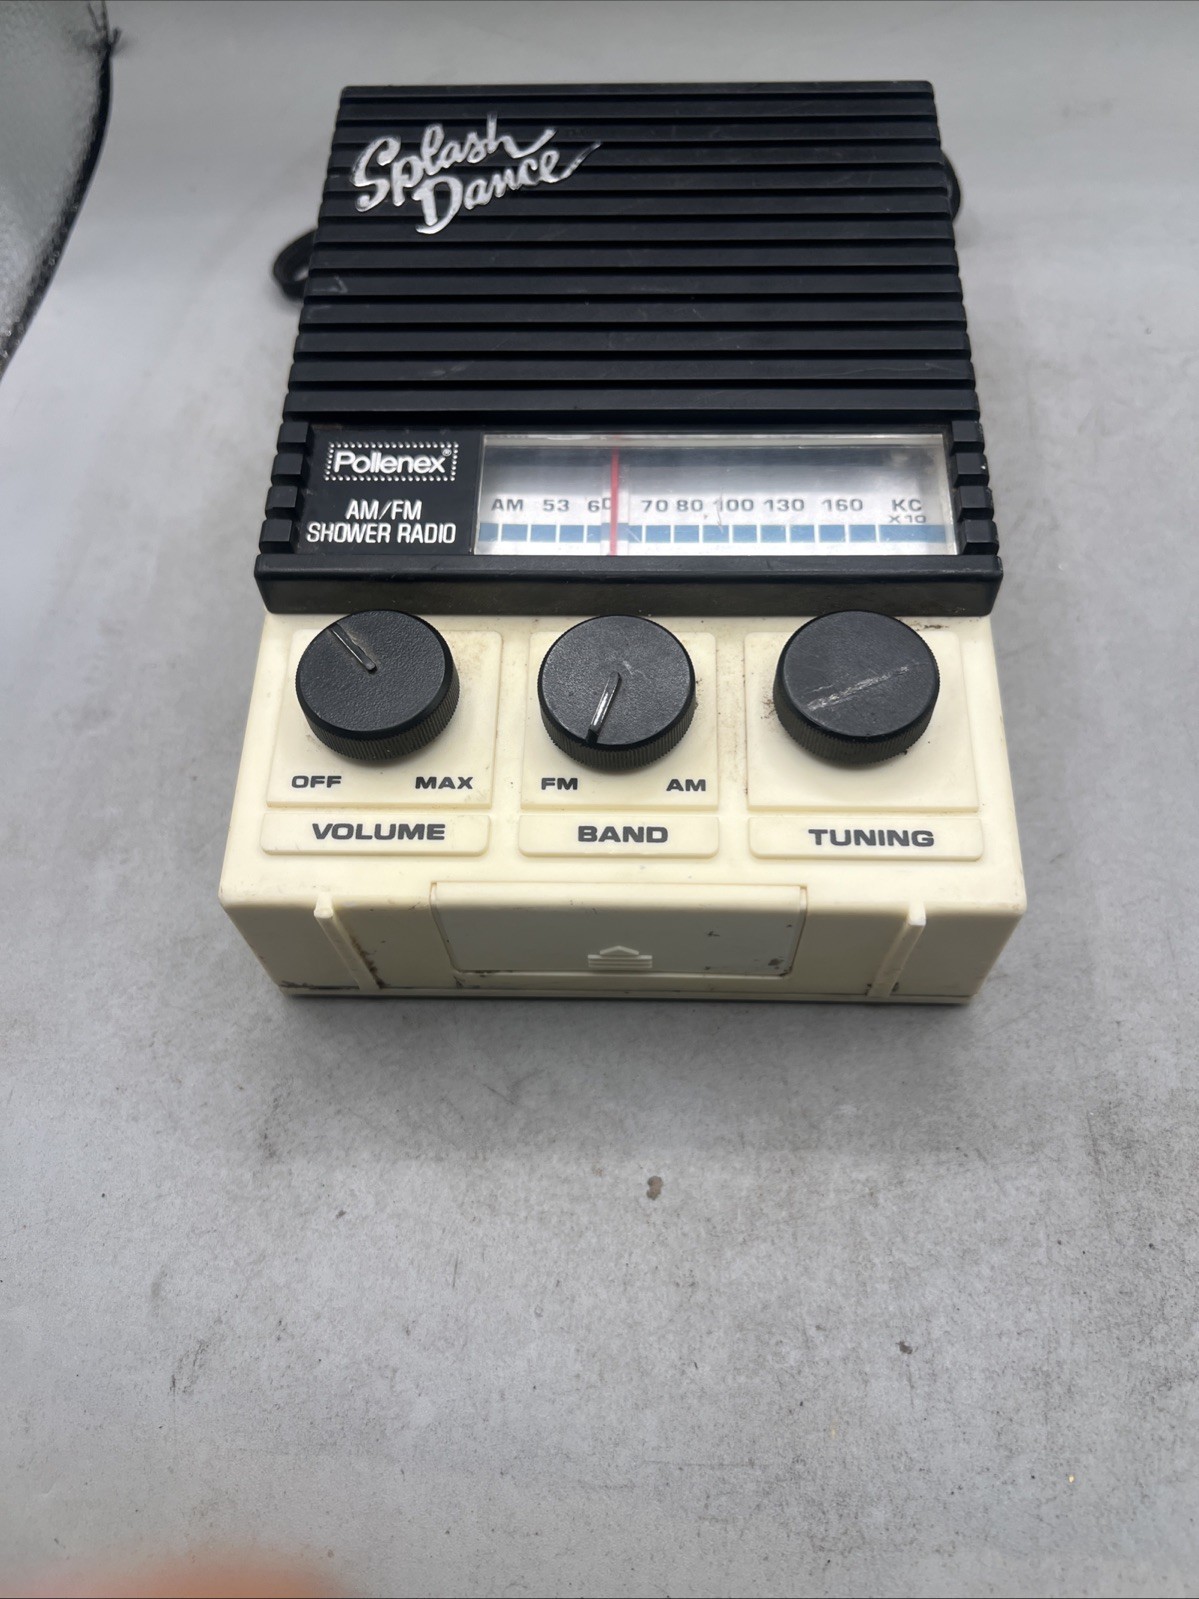 Splash
Dance
Pollenex®
AM/FM
SHOWER RADIO
AM 53 60 70 80 100 130 160 KC
X10
OFF MAX
FM AM
VOLUME
BAND
TUNING